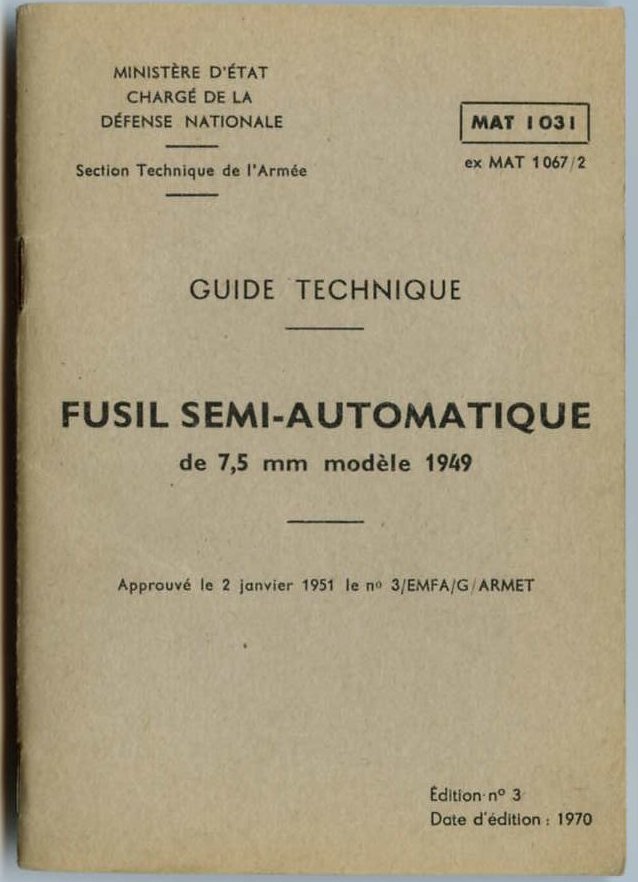 MINISTÈRE D'ÉTAT
CHARGÉ DE LA
DÉFENSE NATIONALE
Section Technique de l'Armée
MAT 1031
ex MAT 1067/2
GUIDE TECHNIQUE
FUSIL SEMI-AUTOMATIQUE
de 7,5 mm modèle 1949
Approuvé le 2 janvier 1951 le nº 3/EMFA/G/ARMET
Édition nº 3
Date d'édition : 1970